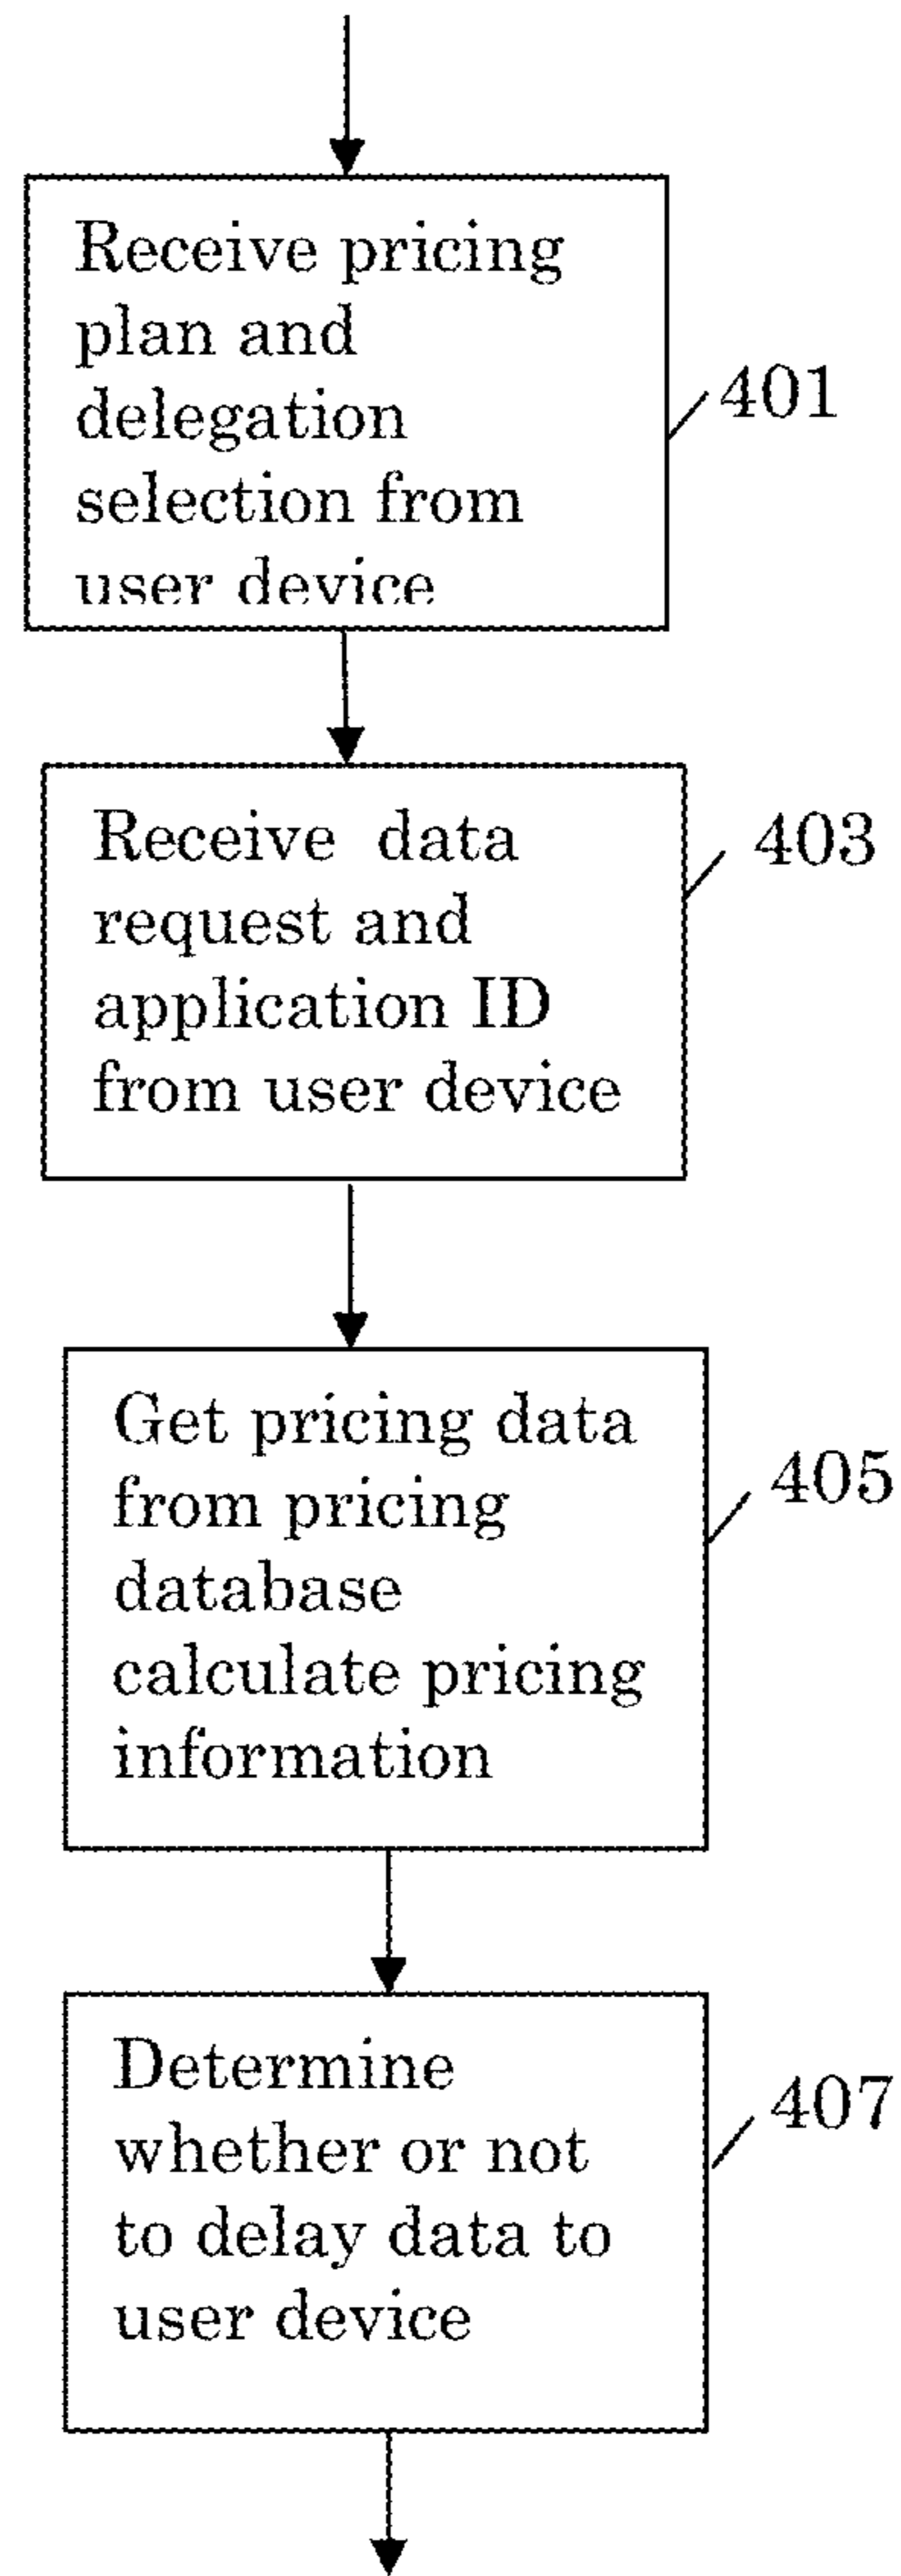 Receive pricing
plan and
delegation
selection from
user device
401
Receive data
request and
application ID
from user device
403
Get pricing data
from pricing
database
calculate pricing
information
405
Determine
whether or not
to delay data to
user device
407